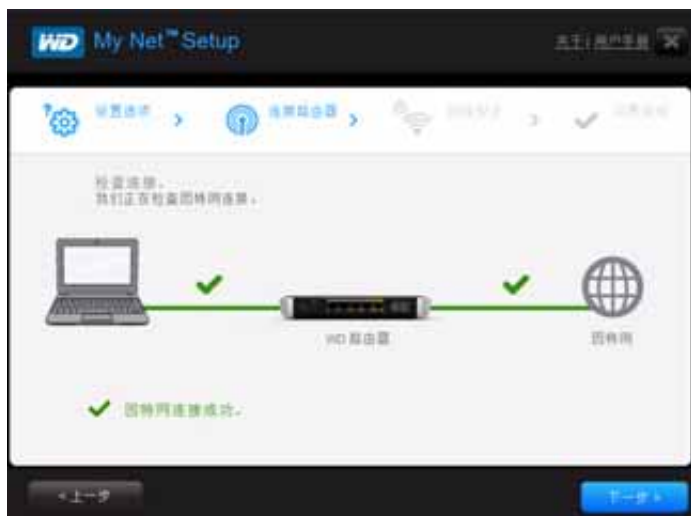 WD My Net™ Setup
关于 | 用户手册
设置选项
连接路由器
检查连接。
我们正在检查因特网连接。
WD 路由器
因特网
因特网连接成功。
上一步
下一步